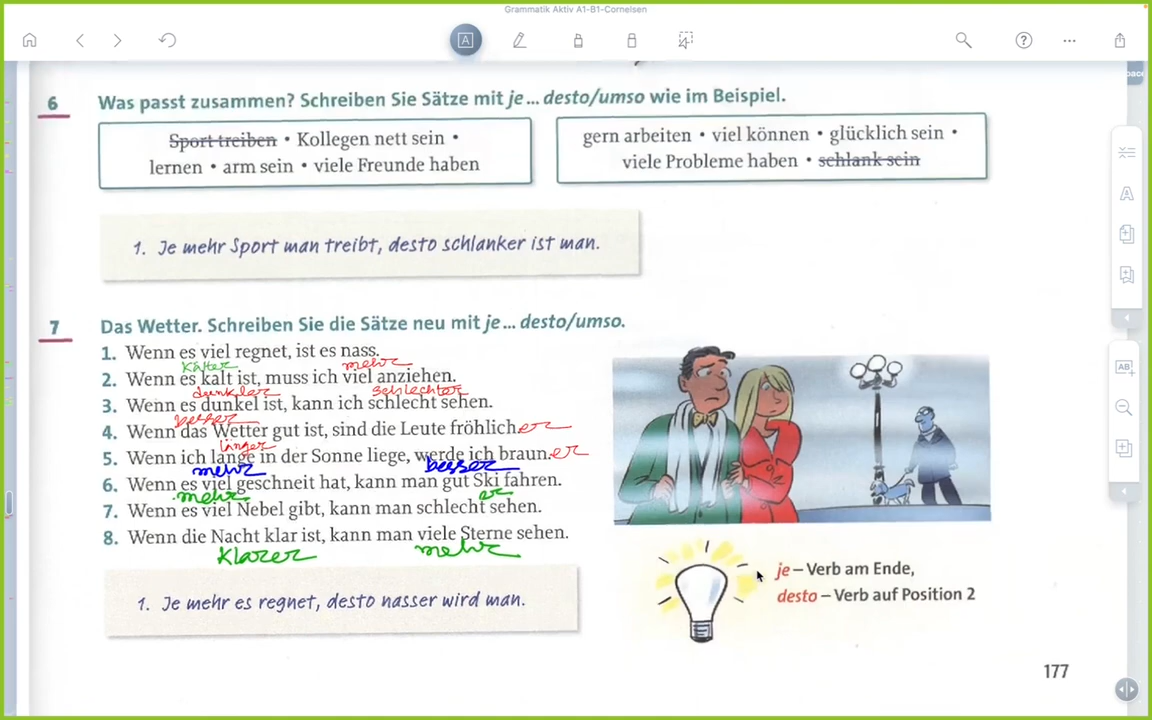 Grammatik Aktiv A1-B1-Cornelsen
6 Was passt zusammen? Schreiben Sie Sätze mit je ... desto/umso wie im Beispiel.
Sport treiben • Kollegen nett sein •
lernen • arm sein • viele Freunde haben
gern arbeiten • viel können • glücklich sein •
viele Probleme haben • schlank sein
1. Je mehr Sport man treibt, desto schlanker ist man.
7 Das Wetter. Schreiben Sie die Sätze neu mit je ... desto/umso.
1. Wenn es viel regnet, ist es nass.
Kälter mehr
2. Wenn es kalt ist, muss ich viel anziehen.
dunkler schlechter
3. Wenn es dunkel ist, kann ich schlecht sehen.
besser
4. Wenn das Wetter gut ist, sind die Leute fröhlich. er
länger
5. Wenn ich lange in der Sonne liege, werde ich braun. er
mehr besser
6. Wenn es viel geschneit hat, kann man gut Ski fahren.
mehr er
7. Wenn es viel Nebel gibt, kann man schlecht sehen.
8. Wenn die Nacht klar ist, kann man viele Sterne sehen.
Klarer mehr
1. Je mehr es regnet, desto nasser wird man.
je – Verb am Ende,
desto – Verb auf Position 2
177